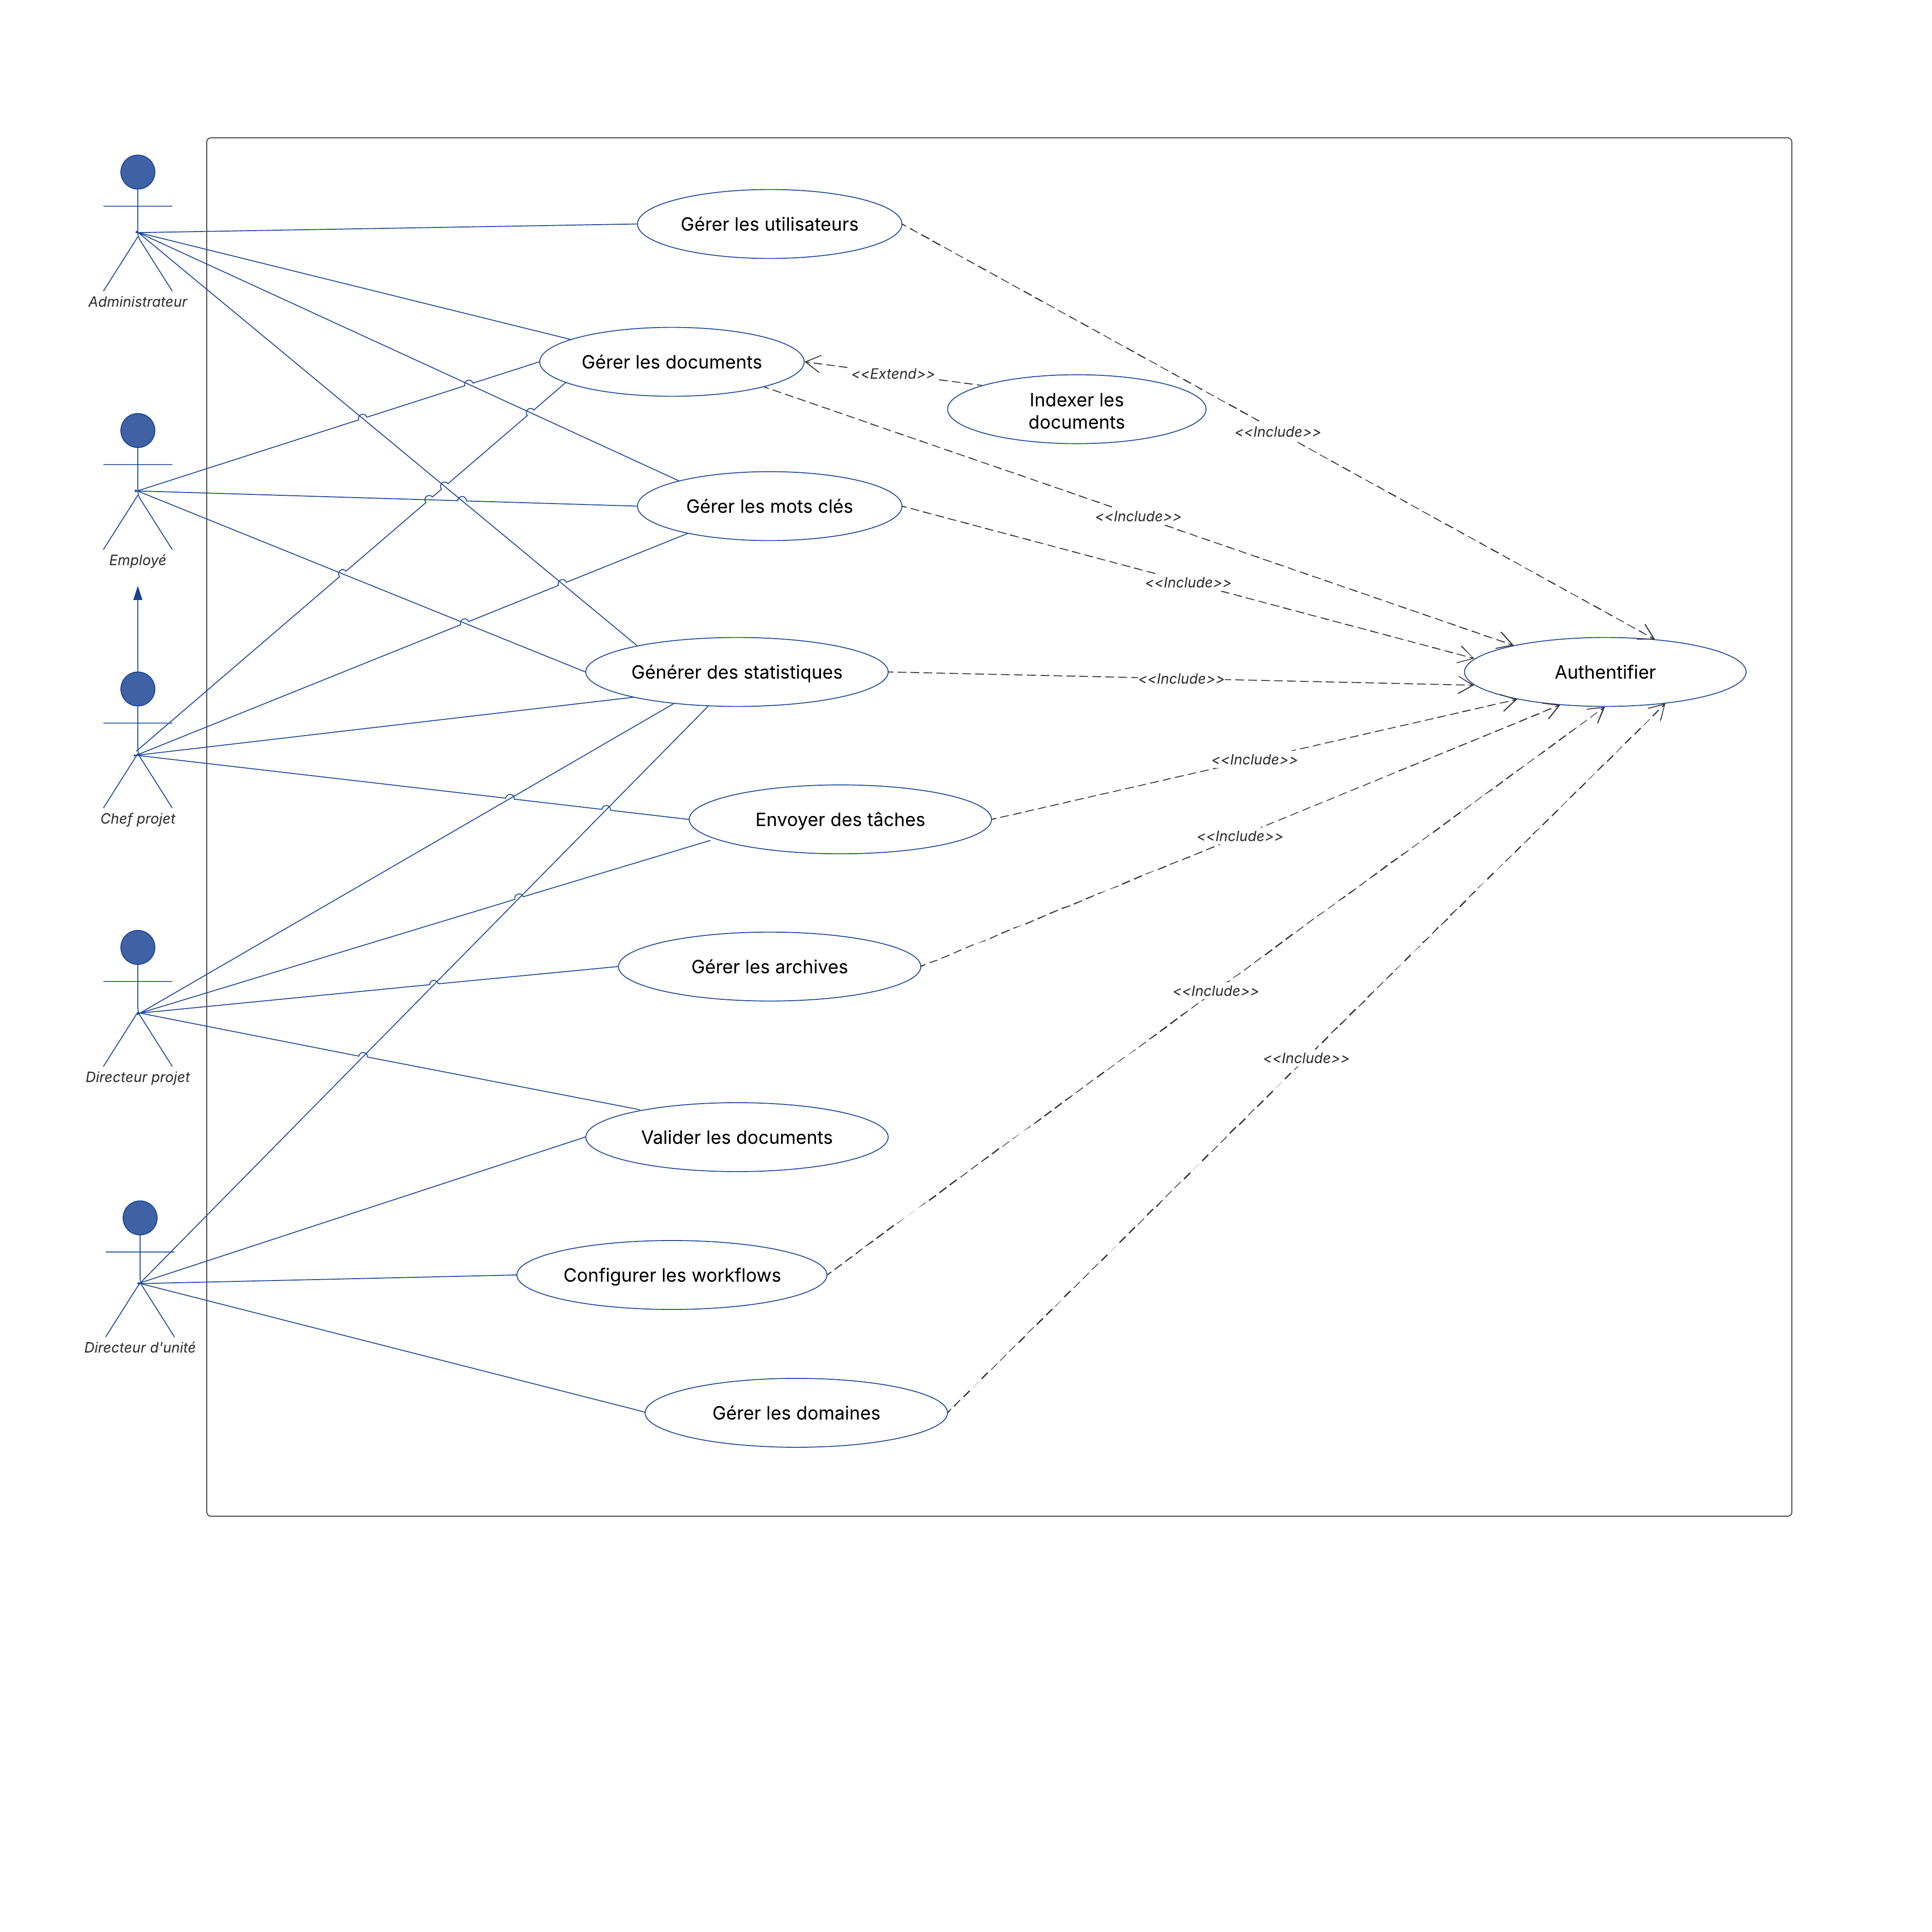 Administrateur
Gérer les utilisateurs
Gérer les documents
<<Extend>>
Indexer les
documents
<<Include>>
Employé
Gérer les mots clés
<<Include>>
<<Include>>
Générer des statistiques
<<Include>>
Authentifier
Chef projet
Envoyer des tâches
<<Include>>
<<Include>>
Directeur projet
Gérer les archives
<<Include>>
<<Include>>
Valider les documents
Directeur d'unité
Configurer les workflows
Gérer les domaines